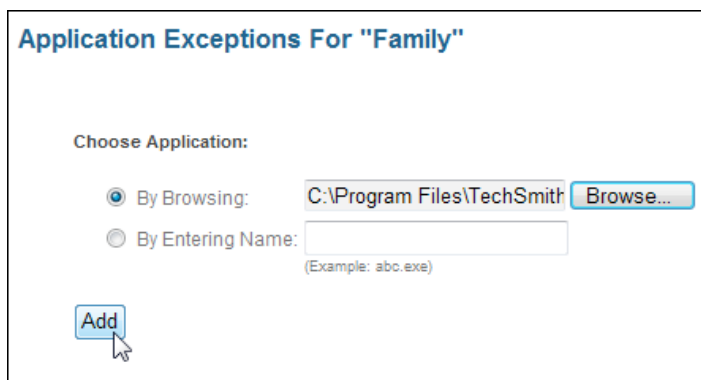 Application Exceptions For "Family"
Choose Application:
By Browsing: C:\Program Files\TechSmith Browse...
By Entering Name:
(Example: abc.exe)
Add